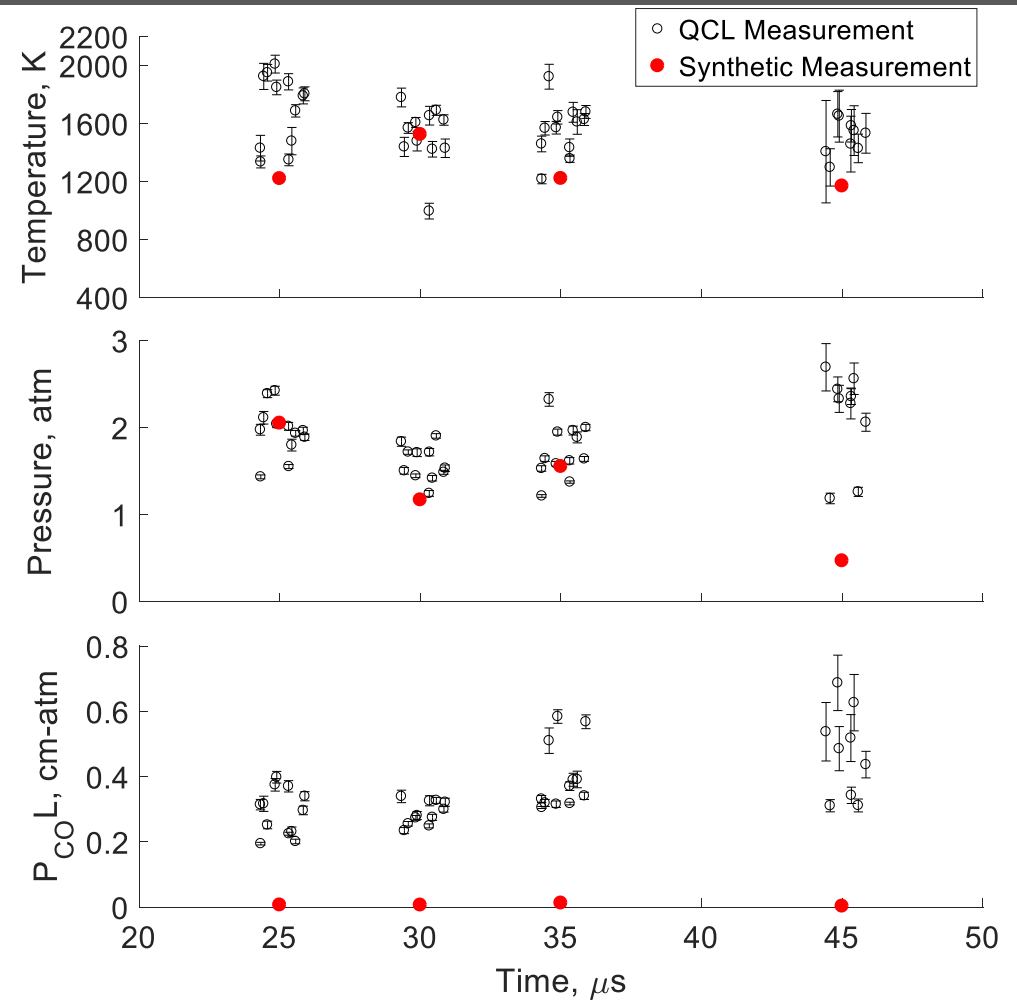 QCL Measurement
Synthetic Measurement
Temperature, K
2200
2000
1600
1200
800
400
Pressure, atm
3
2
1
0
P_CO L, cm-atm
0.8
0.6
0.4
0.2
0
20 25 30 35 40 45 50
Time, μs